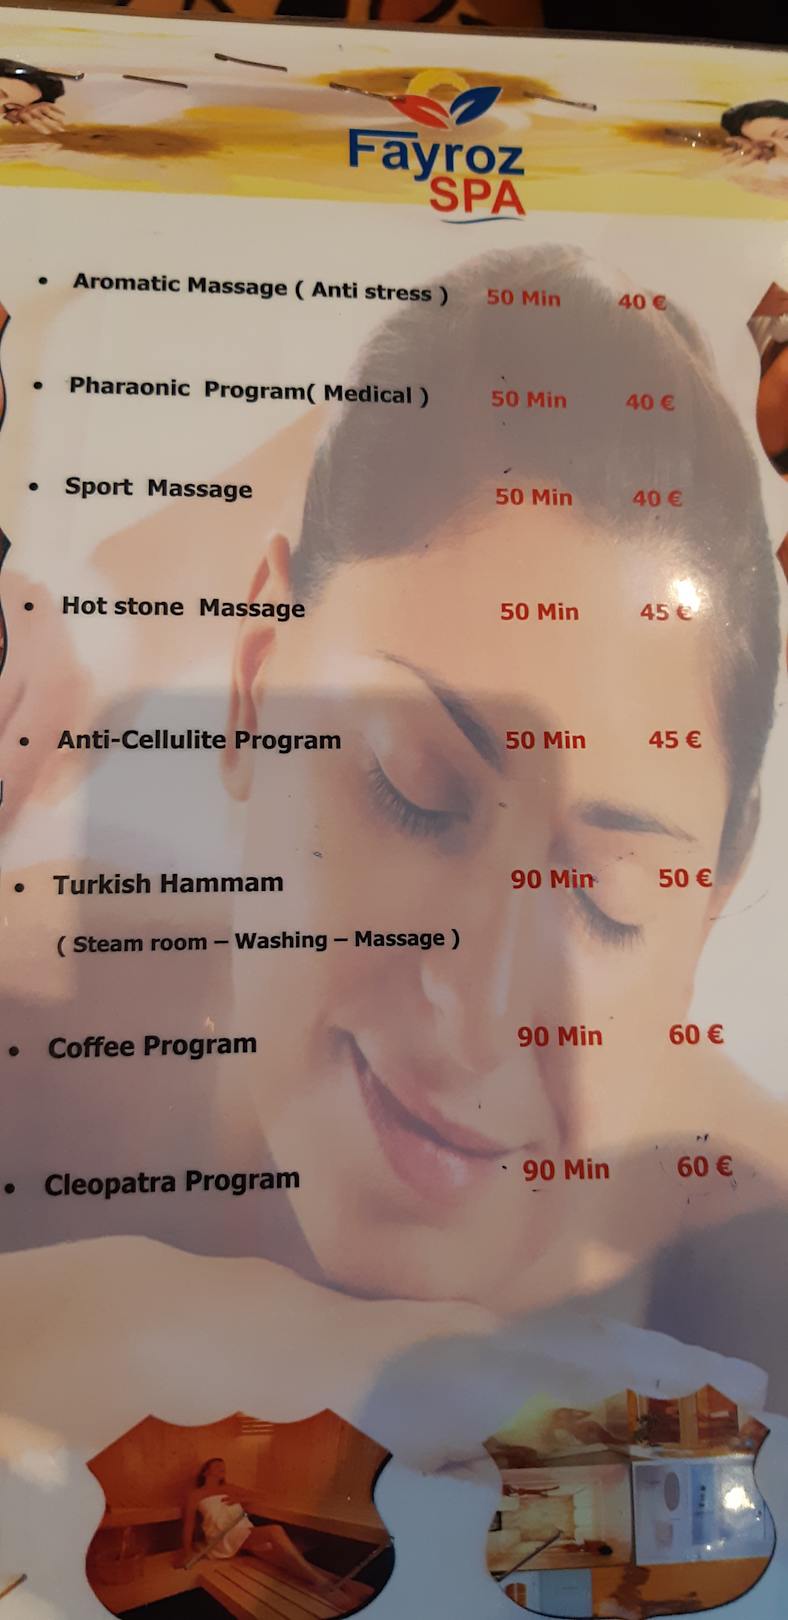 Fayroz
SPA
• Aromatic Massage ( Anti stress ) 50 Min 40 €
• Pharaonic Program( Medical ) 50 Min 40 €
• Sport Massage 50 Min 40 €
• Hot stone Massage 50 Min 45 €
• Anti-Cellulite Program 50 Min 45 €
• Turkish Hammam 90 Min 50 €
( Steam room – Washing – Massage )
• Coffee Program 90 Min 60 €
• Cleopatra Program 90 Min 60 €